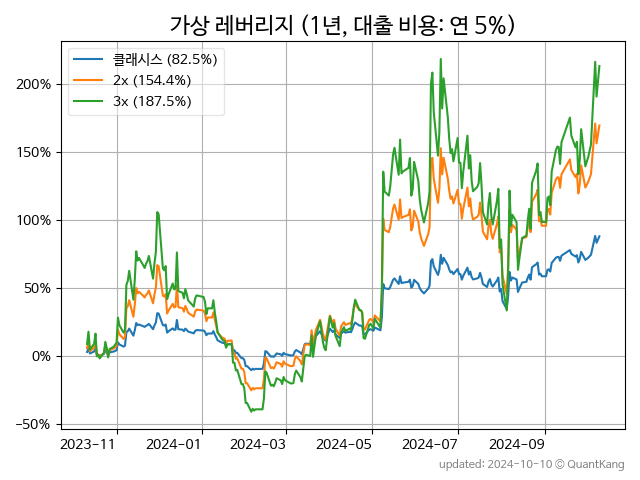 가상 레버리지 (1년, 대출 비용: 연 5%)
클래시스 (82.5%)
2x (154.4%)
3x (187.5%)
200%
150%
100%
50%
0%
−50%
2023-11
2024-01
2024-03
2024-05
2024-07
2024-09
updated: 2024-10-10 © QuantKang